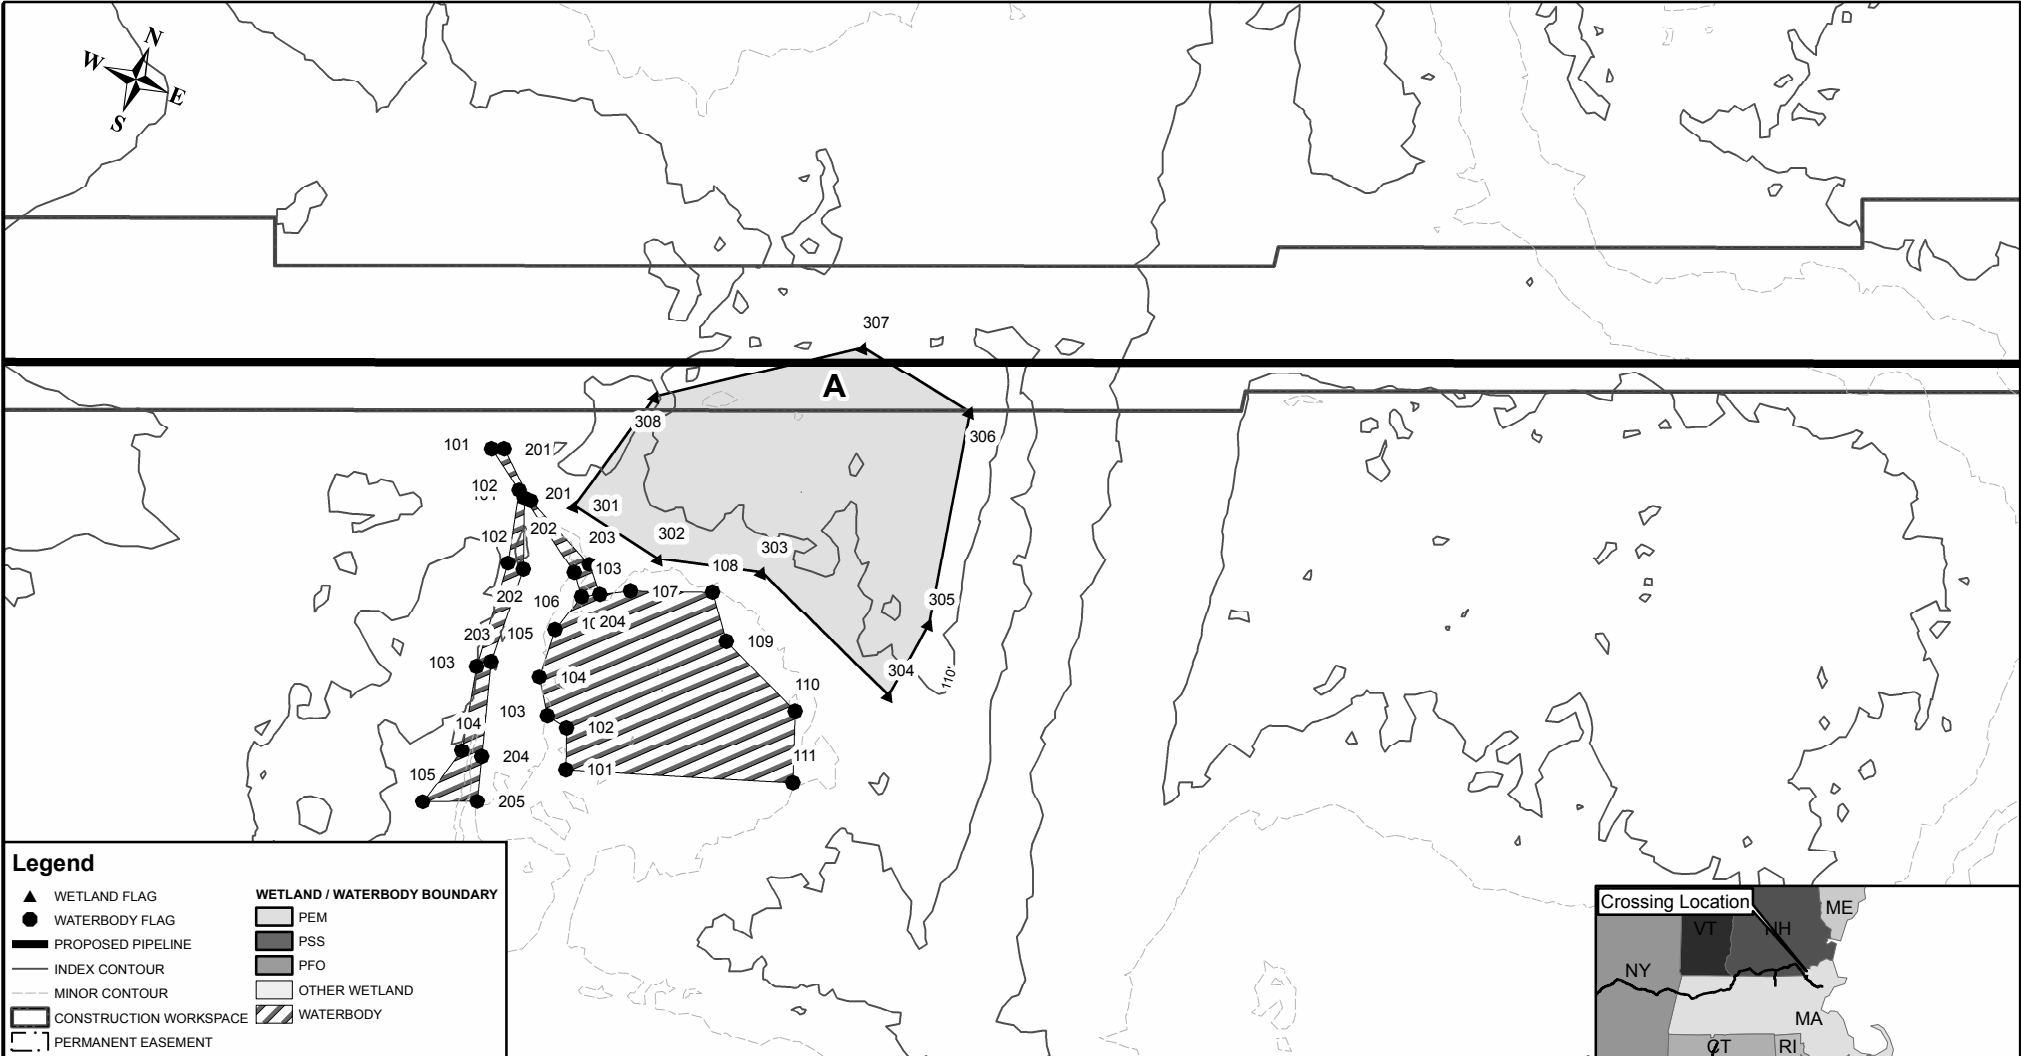 N
W
E
S
307
A
308
306
101
201
102
201
301
202
302
203
102
303
103
108
202
106
107
305
204
203
105
109
103
304
104
110'
110
103
104
102
204
111
105
101
205
Legend
WETLAND FLAG
WATERBODY FLAG
PROPOSED PIPELINE
INDEX CONTOUR
MINOR CONTOUR
CONSTRUCTION WORKSPACE
PERMANENT EASEMENT
WETLAND / WATERBODY BOUNDARY
PEM
PSS
PFO
OTHER WETLAND
WATERBODY
Crossing Location
ME
VT
NH
NY
MA
CT
RI